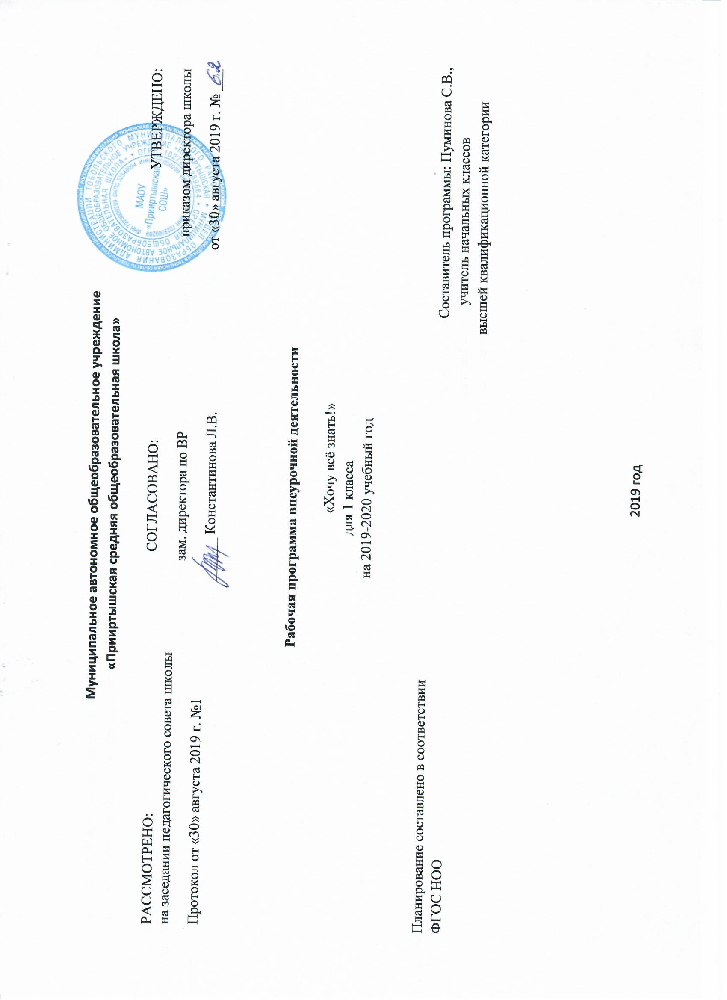 Муниципальное автономное общеобразовательное учреждение
«Прииртышская средняя общеобразовательная школа»
РАССМОТРЕНО:
на заседании педагогического совета школы
Протокол от «30» августа 2019 г. №1
СОГЛАСОВАНО:
зам. директора по ВР
Константинова Л.В.
УТВЕРЖДЕНО:
приказом директора школы
от «30» августа 2019 г. № 62
МАОУ
«Прииртышская
СОШ»
Рабочая программа внеурочной деятельности
«Хочу всё знать!»
для 1 класса
на 2019-2020 учебный год
Планирование составлено в соответствии
ФГОС НОО
Составитель программы: Пуминова С.В.,
учитель начальных классов
высшей квалификационной категории
2019 год